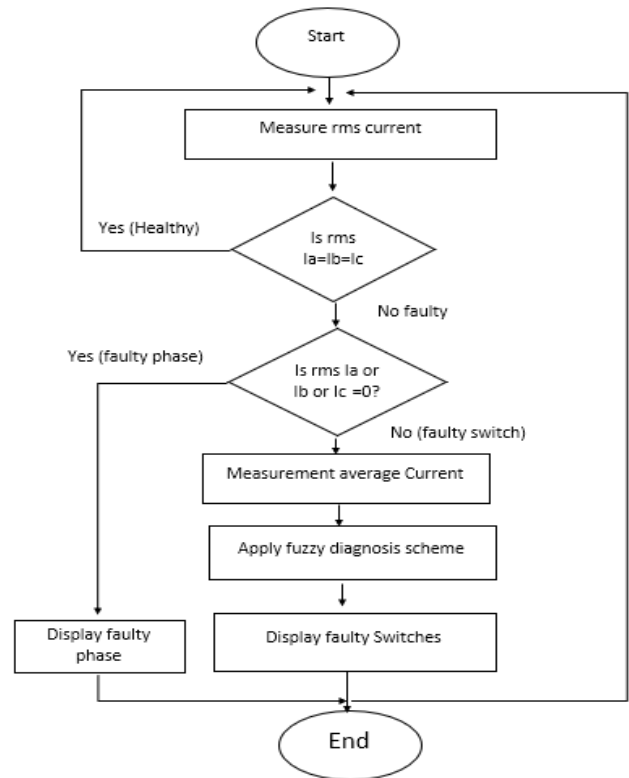 Start
Measure rms current
Yes (Healthy)
Is rms
Ia=Ib=Ic
No faulty
Yes (faulty phase)
Is rms Ia or
Ib or Ic =0?
No (faulty switch)
Measurement average Current
Apply fuzzy diagnosis scheme
Display faulty
phase
Display faulty Switches
End